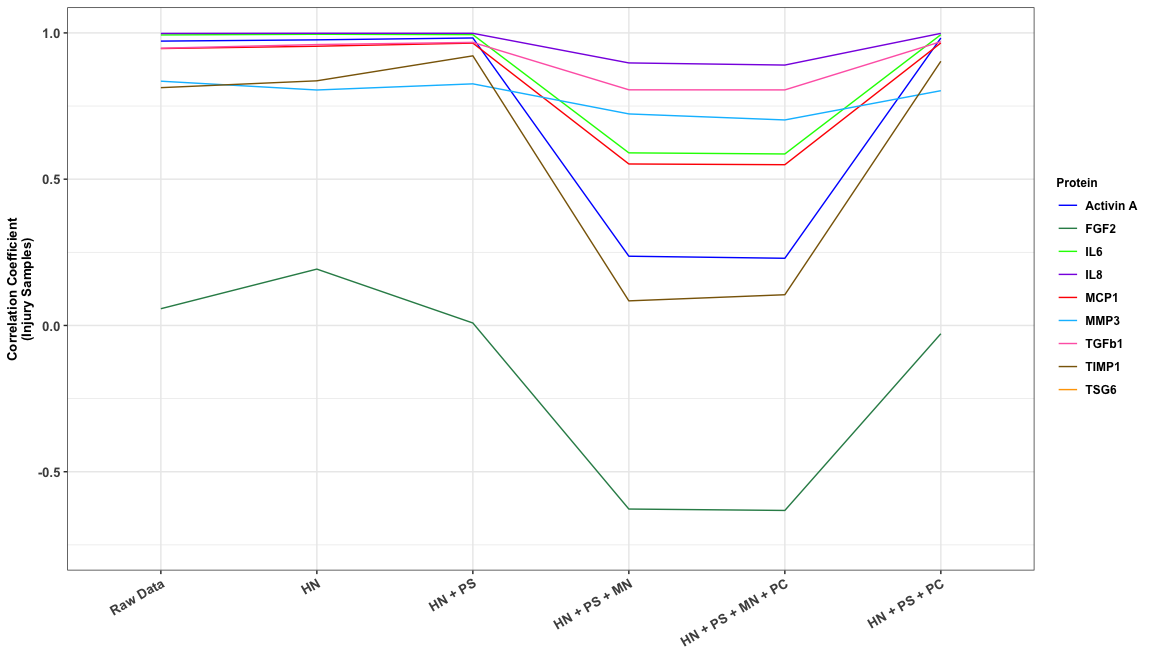 Correlation Coefficient
(Injury Samples)
1.0
0.5
0.0
-0.5
Raw Data
HN
HN + PS
HN + PS + MN
HN + PS + MN + PC
HN + PS + PC
Protein
Activin A
FGF2
IL6
IL8
MCP1
MMP3
TGFb1
TIMP1
TSG6